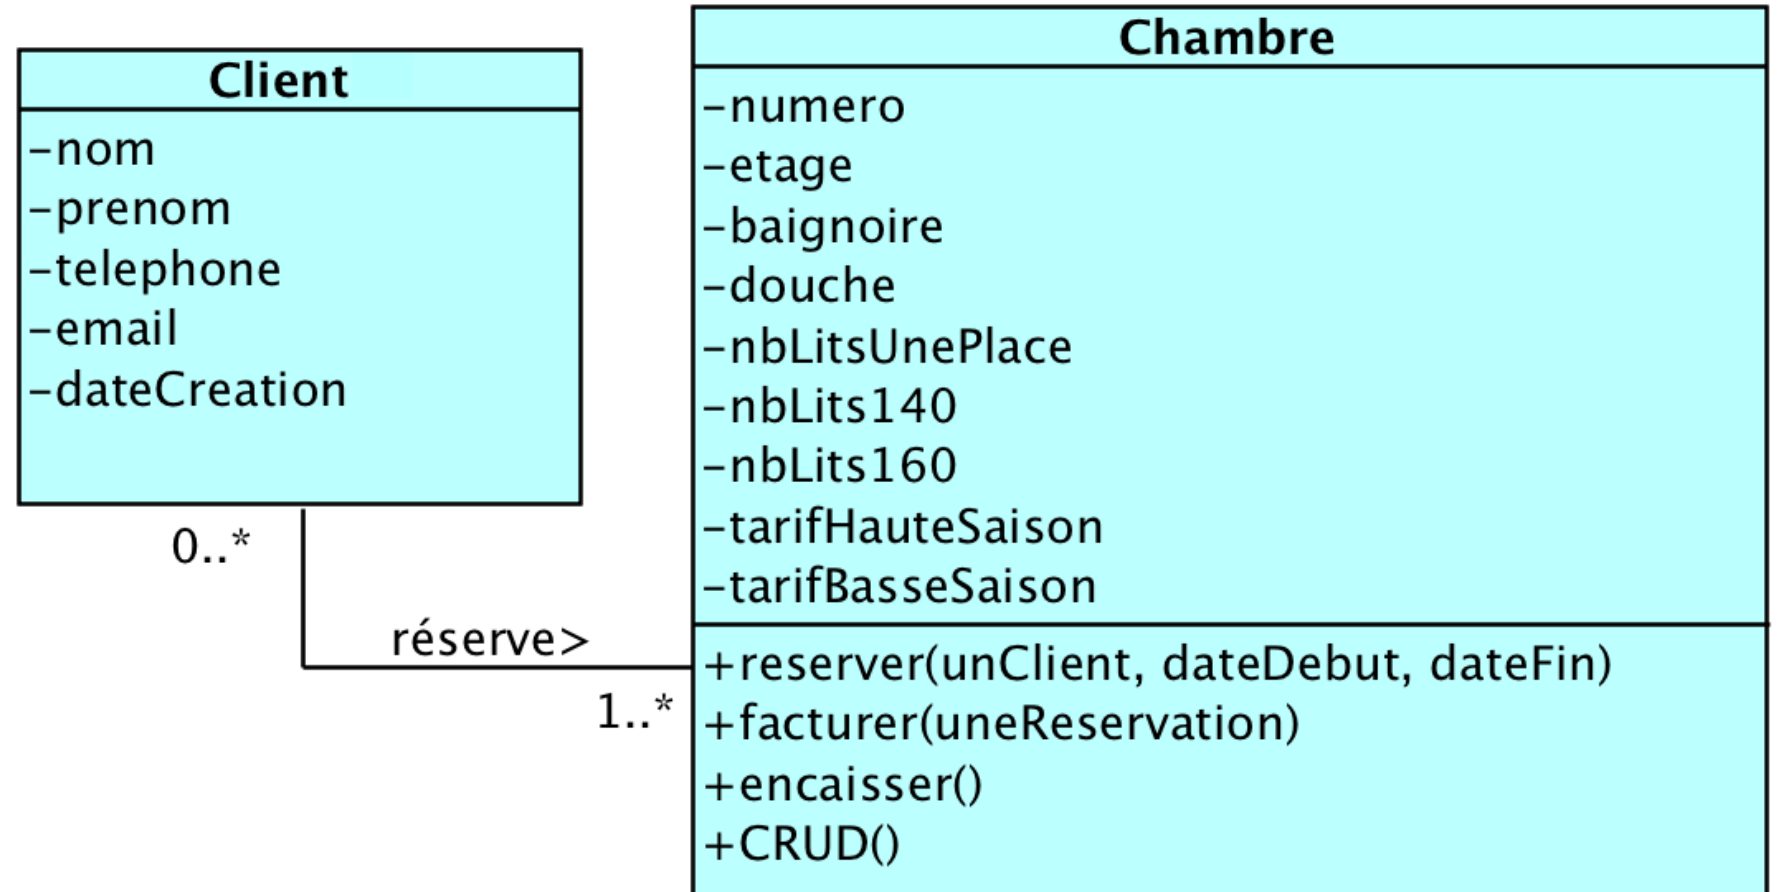 Client
-nom
-prenom
-telephone
-email
-dateCreation
0..*
réserve>
1..*
Chambre
-numero
-etage
-baignoire
-douche
-nbLitsUnePlace
-nbLits140
-nbLits160
-tarifHauteSaison
-tarifBasseSaison
+reserver(unClient, dateDebut, dateFin)
+facturer(uneReservation)
+encaisser()
+CRUD()